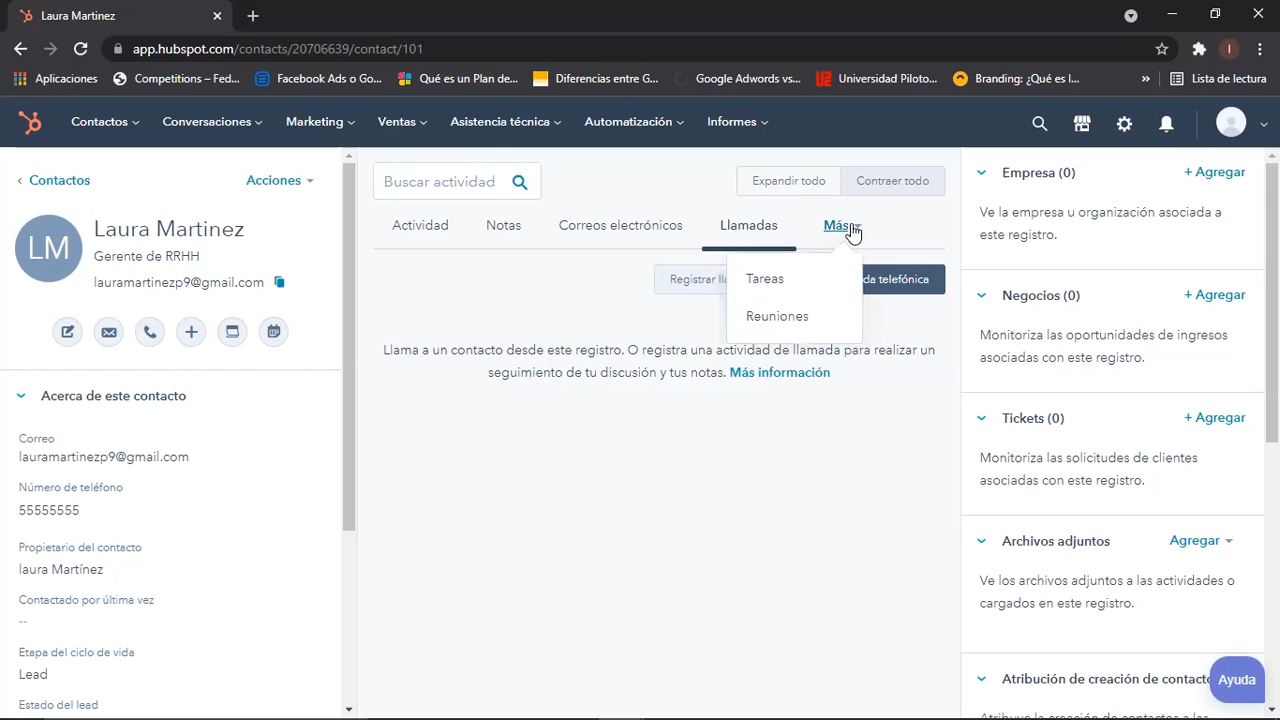 Laura Martinez
app.hubspot.com/contacts/20706639/contact/101
I
Aplicaciones
Competitions – Fed...
Facebook Ads o Go...
Qué es un Plan de...
Diferencias entre G...
Google Adwords vs...
Universidad Piloto...
Branding: ¿Qué es l...
»
Lista de lectura
Contactos
Conversaciones
Marketing
Ventas
Asistencia técnica
Automatización
Informes
‹ Contactos
Acciones
LM
Laura Martinez
Gerente de RRHH
lauramartinezp9@gmail.com
Acerca de este contacto
Correo
lauramartinezp9@gmail.com
Número de teléfono
55555555
Propietario del contacto
laura Martínez
Contactado por última vez
--
Etapa del ciclo de vida
Lead
Estado del lead
Buscar actividad
Expandir todo
Contraer todo
Actividad
Notas
Correos electrónicos
Llamadas
Más
Tareas
Reuniones
Registrar lla
da telefónica
Llama a un contacto desde este registro. O registra una actividad de llamada para realizar un
seguimiento de tu discusión y tus notas. Más información
Empresa (0)
+ Agregar
Ve la empresa u organización asociada a
este registro.
Negocios (0)
+ Agregar
Monitoriza las oportunidades de ingresos
asociadas con este registro.
Tickets (0)
+ Agregar
Monitoriza las solicitudes de clientes
asociadas con este registro.
Archivos adjuntos
Agregar
Ve los archivos adjuntos a las actividades o
cargados en este registro.
Atribución de creación de contacto
Ayuda